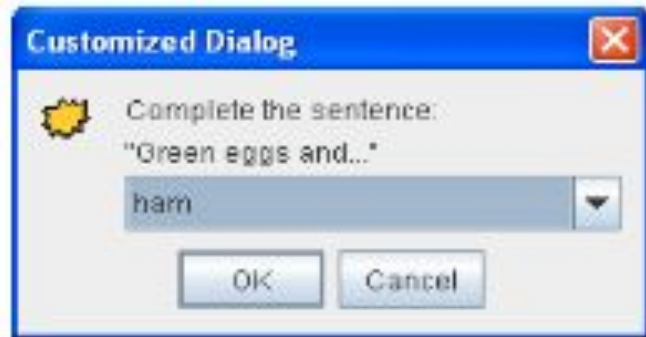 Customized Dialog
Complete the sentence:
"Green eggs and..."
ham
OK Cancel